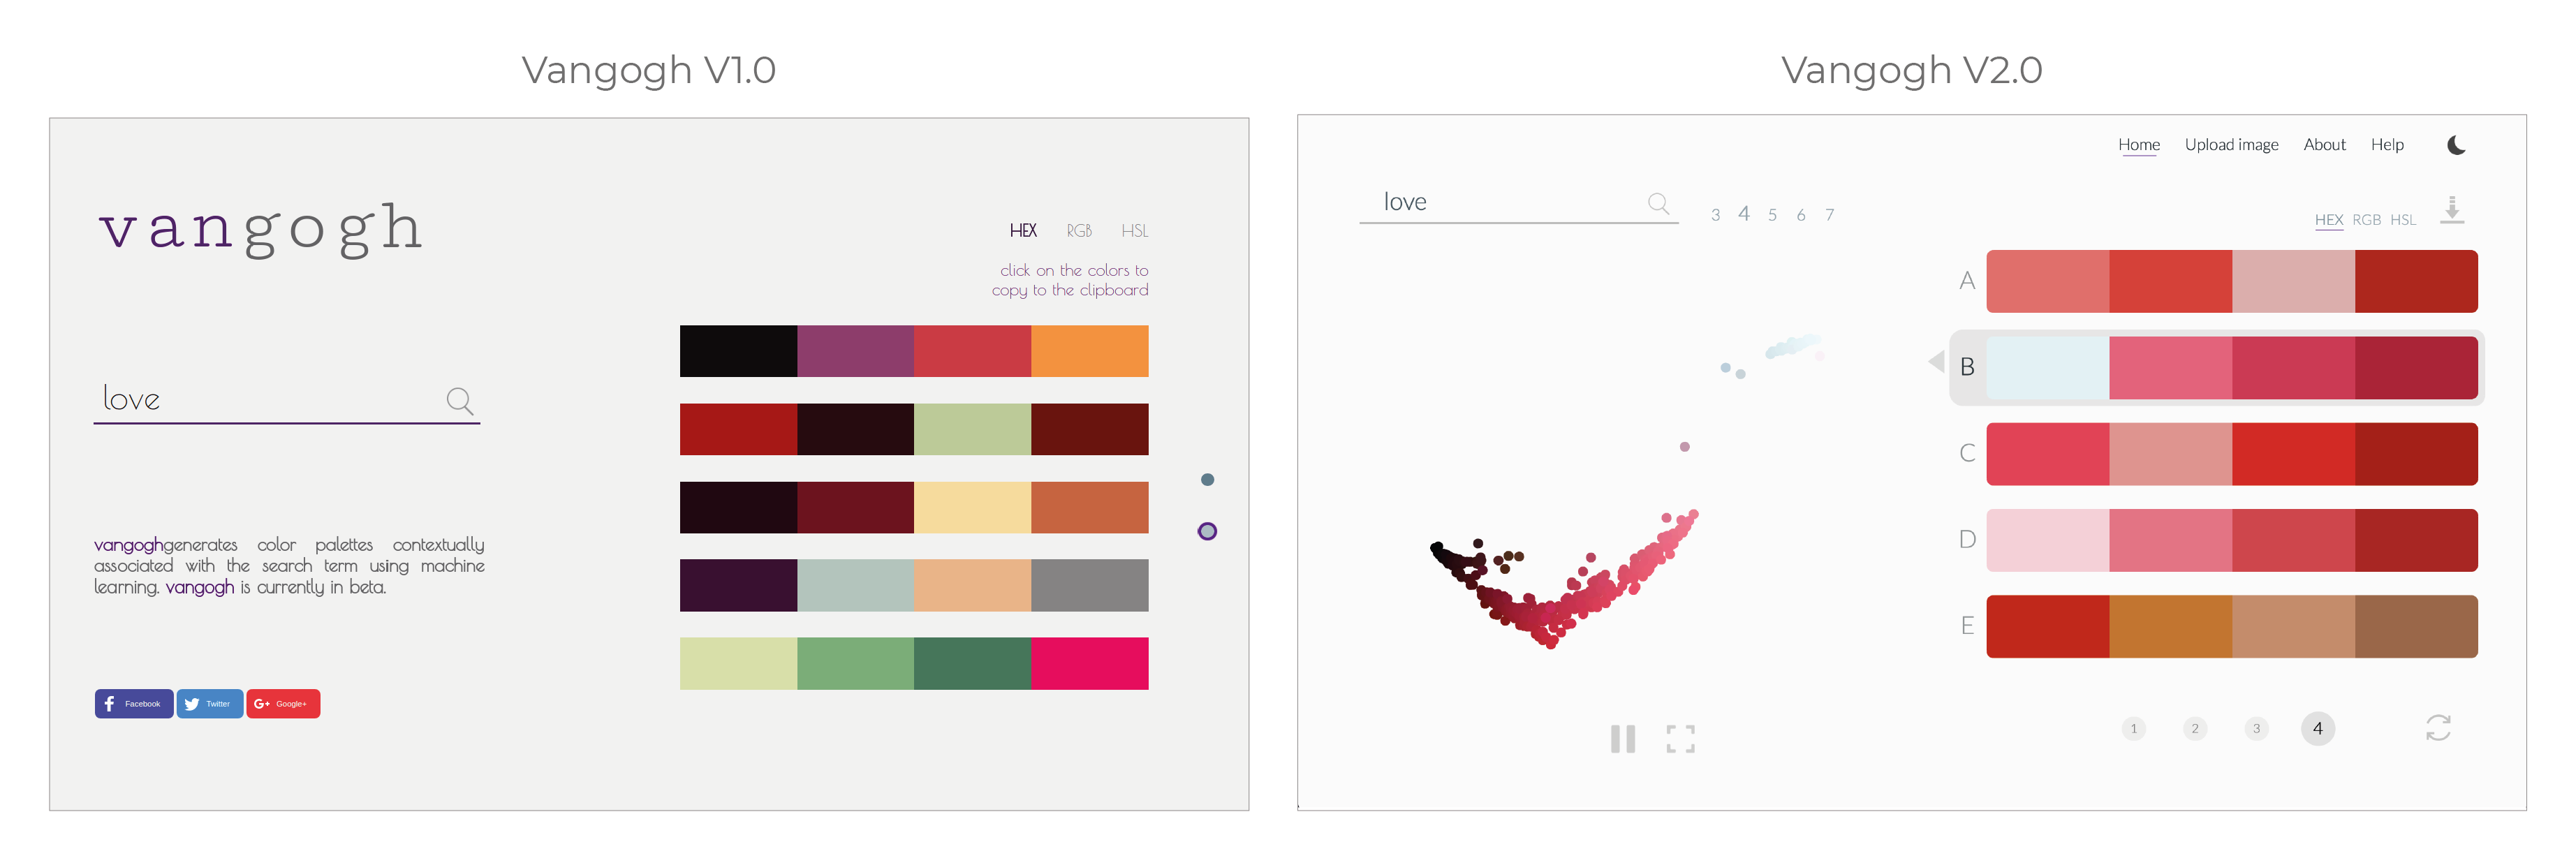 Vangogh V1.0
vangogh
HEX RGB HSL
click on the colors to
copy to the clipboard
love
vangoghgenerates color palettes contextually
associated with the search term using machine
learning. vangogh is currently in beta.
Facebook Twitter Google+
Vangogh V2.0
Home Upload image About Help
love
3 4 5 6 7
HEX RGB HSL
A
B
C
D
E
1 2 3 4